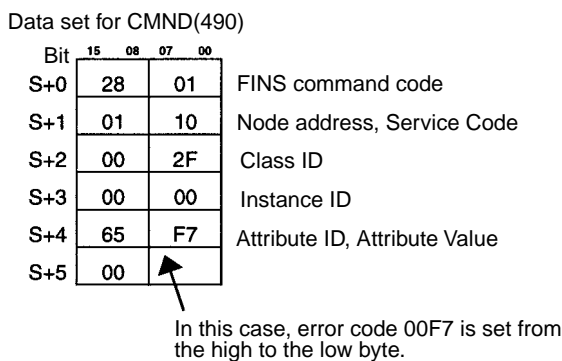 Data set for CMND(490)
Bit 15 08 07 00
S+0 28 01 FINS command code
S+1 01 10 Node address, Service Code
S+2 00 2F Class ID
S+3 00 00 Instance ID
S+4 65 F7 Attribute ID, Attribute Value
S+5 00
In this case, error code 00F7 is set from
the high to the low byte.